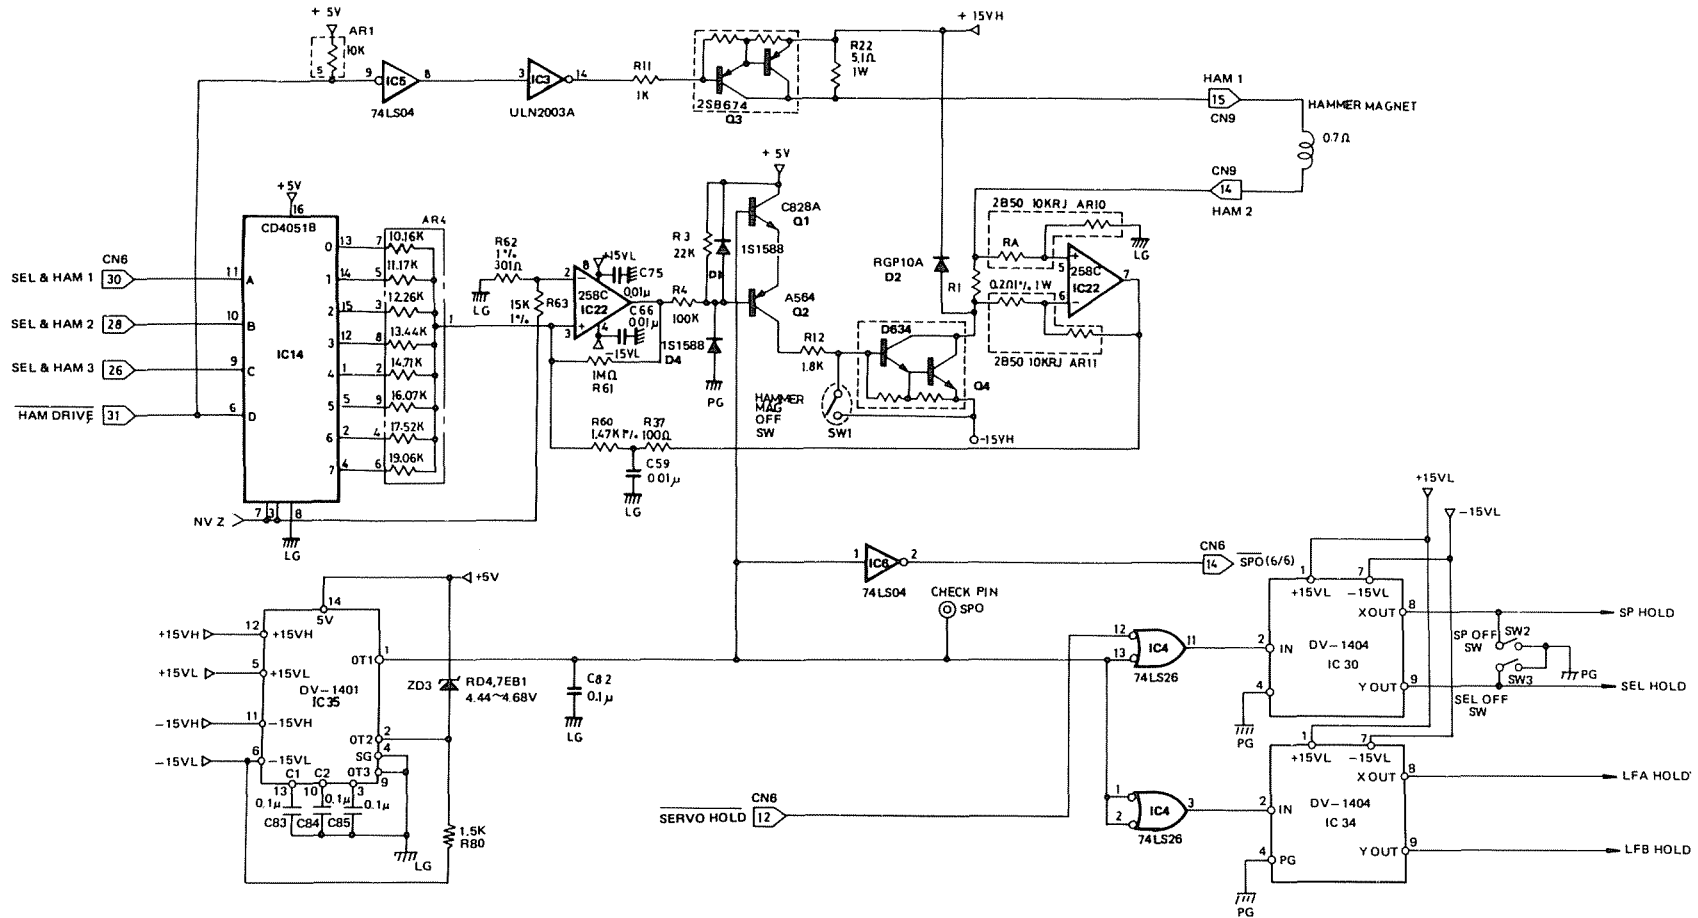 + 5V
AR1
10K
5
9
IC5
8
74LS04
3
IC3
14
ULN2003A
R11
1K
2SB674
Q3
R22
5.1Ω
1W
+ 15VH
HAM 1
15
CN9
HAMMER MAGNET
0.7Ω
CN9
14
HAM 2
+5V
16
CD4051B
IC14
CN6
SEL & HAM 1
30
11
A
SEL & HAM 2
28
10
B
SEL & HAM 3
26
9
C
HAM DRIVE
31
6
D
AR4
0
13
7
10.16K
1
14
5
11.17K
2
15
3
12.26K
3
12
8
13.44K
4
1
2
14.71K
5
5
9
16.07K
6
2
4
17.52K
7
4
6
19.06K
1
NV Z
7
3
8
LG
R62
1%
301Ω
LG
15K
1%
R63
2
8
+15VL
C75
0.01μ
258C
IC22
C66
0.01μ
3
4
-15VL
1MΩ
R61
R4
100K
R3
22K
D1
1S1588
1S1588
D4
PG
+ 5V
C828A
Q1
A564
Q2
R12
1.8K
HAMMER
MAG
OFF
SW
SW1
D634
Q4
-15VH
RGP10A
D2
R1
0.2Ω1% 1W
2B50 10KRJ AR10
RA
LG
5
258C
IC22
7
6
2B50 10KRJ AR11
R60
1.47K 1%
R37
100Ω
C59
0.01μ
LG
1
IC6
2
74LS04
CN6
14
SPO (6/6)
CHECK PIN
SPO
+5V
14
5V
+15VH
12
+15VH
+15VL
5
+15VL
-15VH
11
-15VH
-15VL
6
-15VL
DV-1401
IC35
OT1
1
OT2
2
SG
4
OT3
9
C1
13
C2
10
3
0.1μ
C83
0.1μ
C84
0.1μ
C85
LG
ZD3
RD4,7EB1
4.44~4.68V
1.5K
R80
C82
0.1μ
LG
12
13
IC4
11
74LS26
1
2
IC4
3
74LS26
CN6
SERVO HOLD
12
+15VL
-15VL
1
7
+15VL
-15VL
2
IN
DV-1404
IC 30
XOUT
8
SP HOLD
YOUT
9
SEL HOLD
4
PG
SP OFF
SW
SW2
SW3
SEL OFF
SW
PG
1
7
+15VL
-15VL
2
IN
DV-1404
IC 34
XOUT
8
LFA HOLD
YOUT
9
LFB HOLD
4
PG
PG